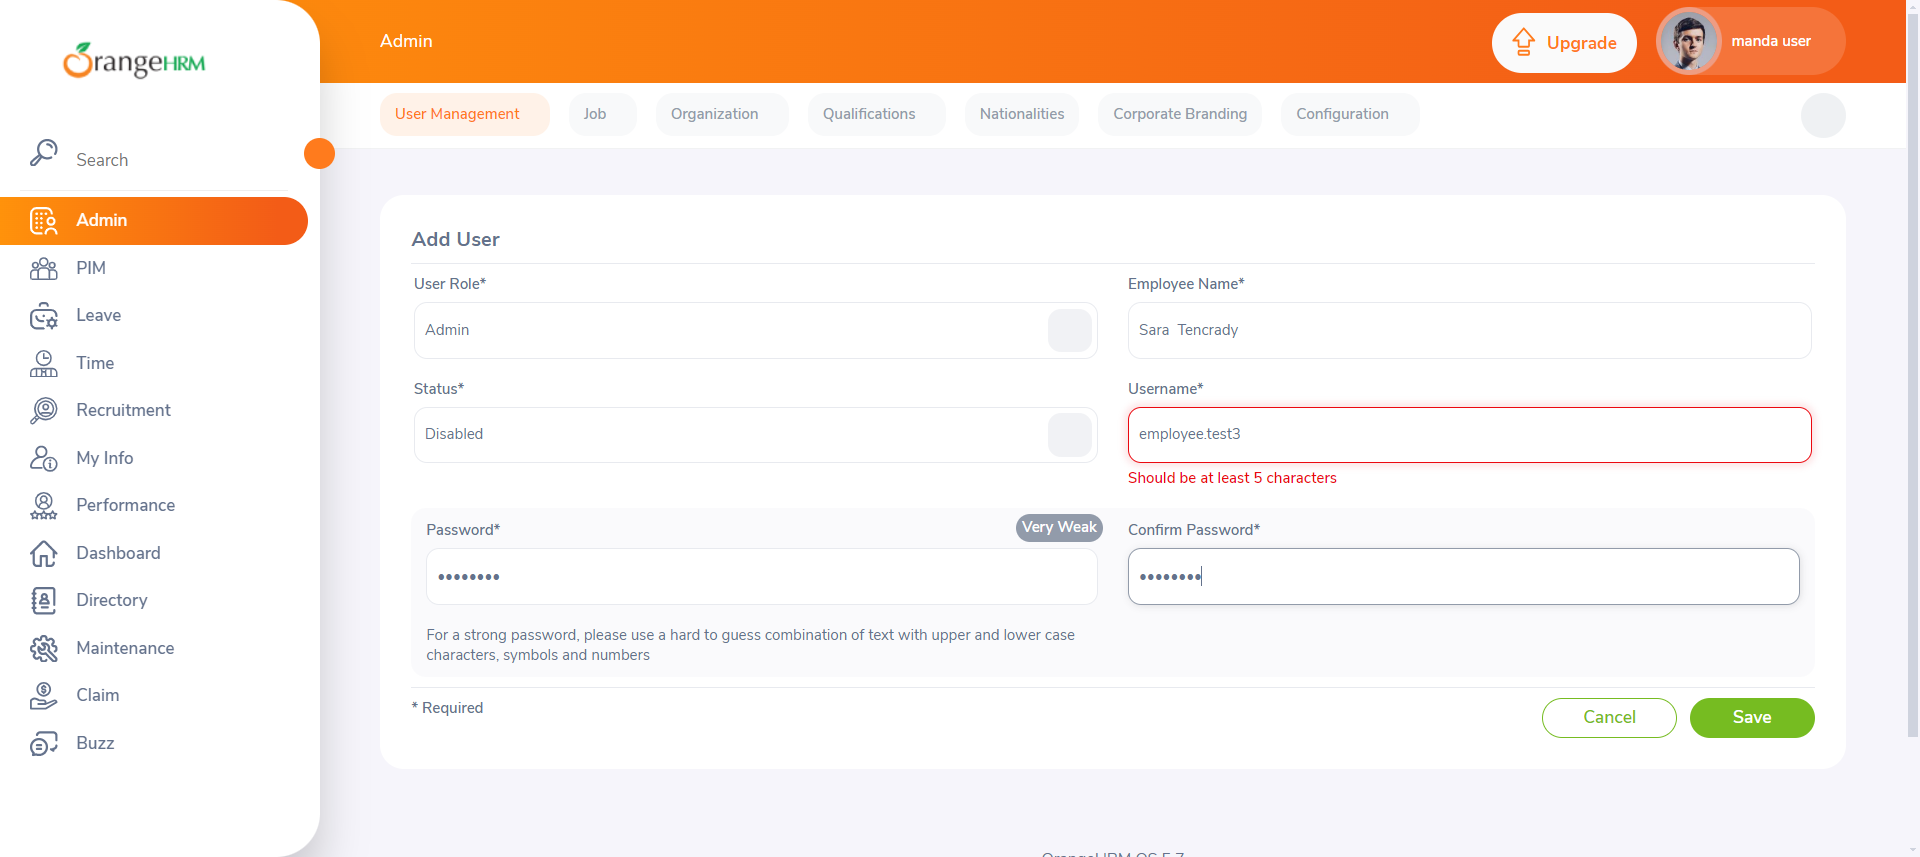 OrangeHRM
Search
Admin
PIM
Leave
Time
Recruitment
My Info
Performance
Dashboard
Directory
Maintenance
Claim
Buzz
Admin
Upgrade
manda user
User Management
Job
Organization
Qualifications
Nationalities
Corporate Branding
Configuration
Add User
User Role*
Employee Name*
Admin
Sara  Tencrady
Status*
Username*
Disabled
employee.test3
Should be at least 5 characters
Password*
Very Weak
Confirm Password*
••••••••
••••••••
For a strong password, please use a hard to guess combination of text with upper and lower case
characters, symbols and numbers
* Required
Cancel
Save
OrangeHRM OS 5.7